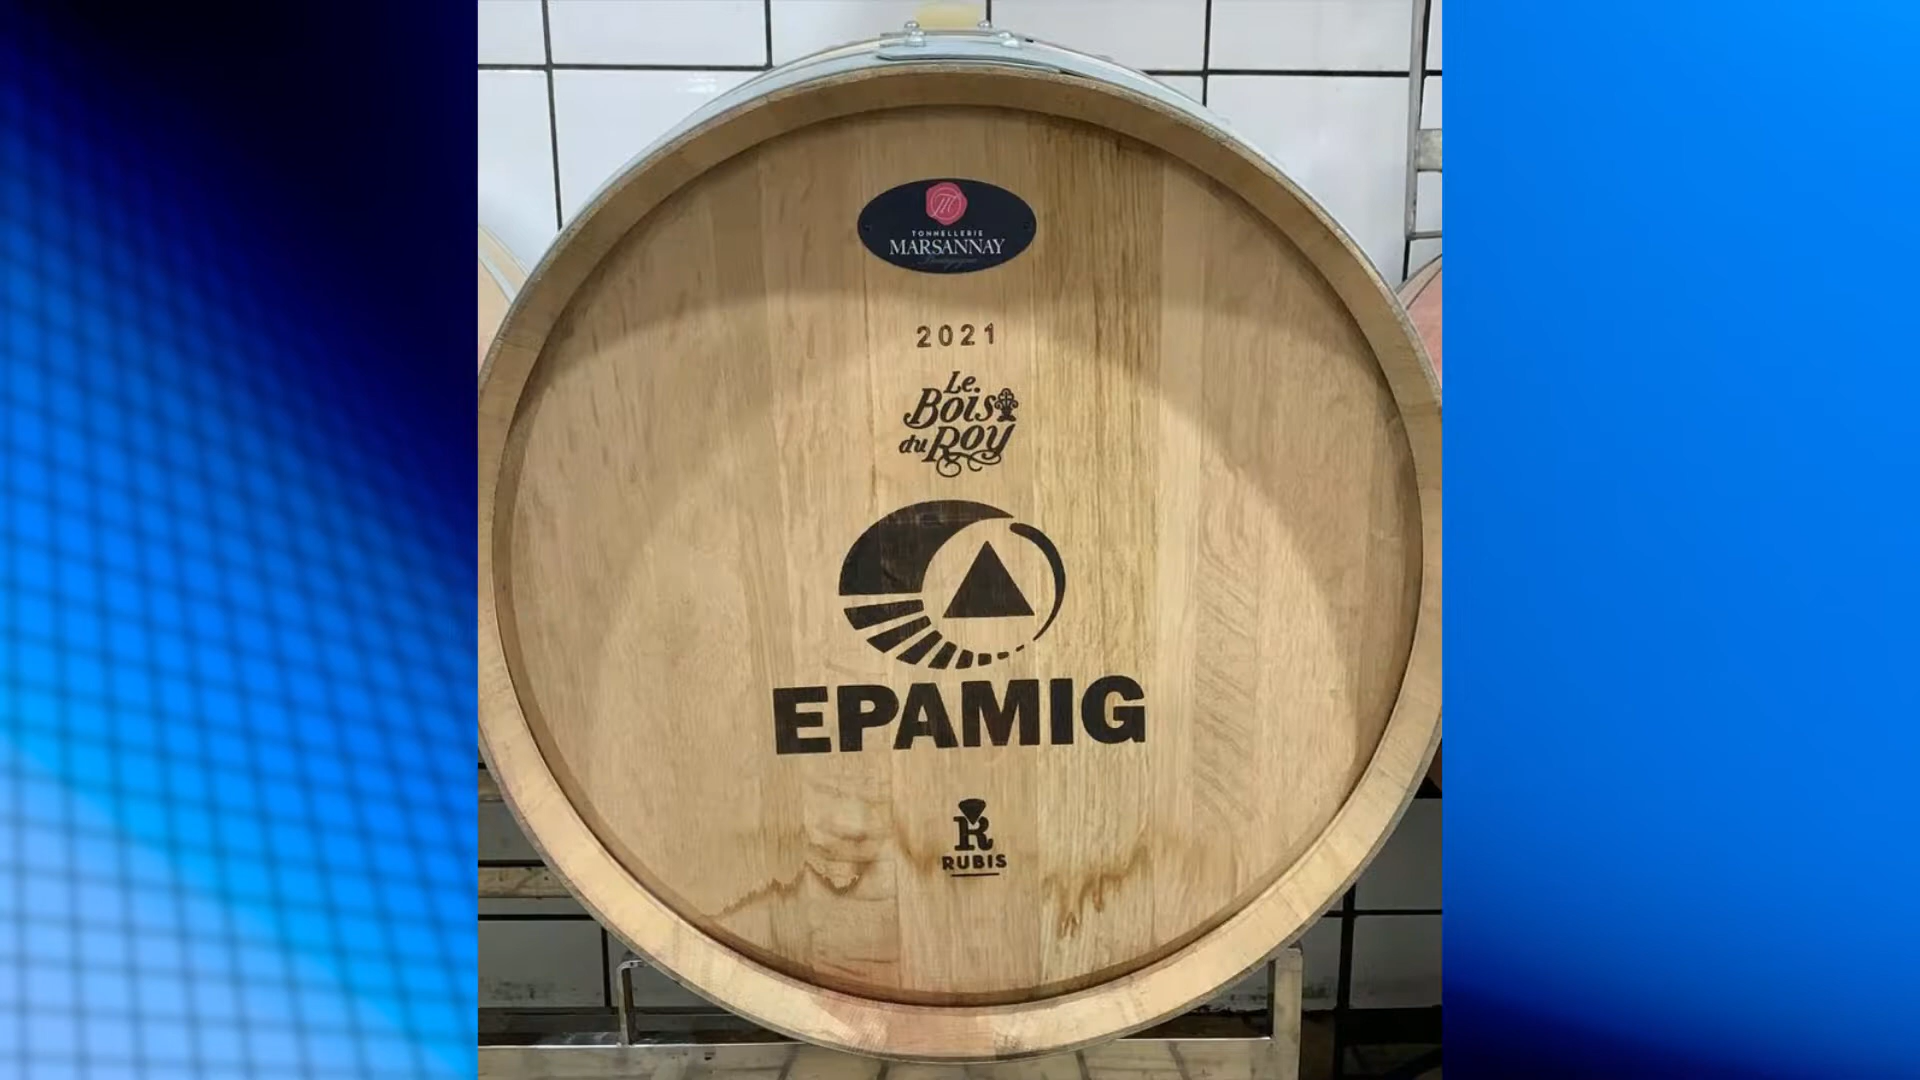 TONNELLERIE
MARSANNAY
2021
Le
Bois
du Roy
EPAMIG
R
RUBIS